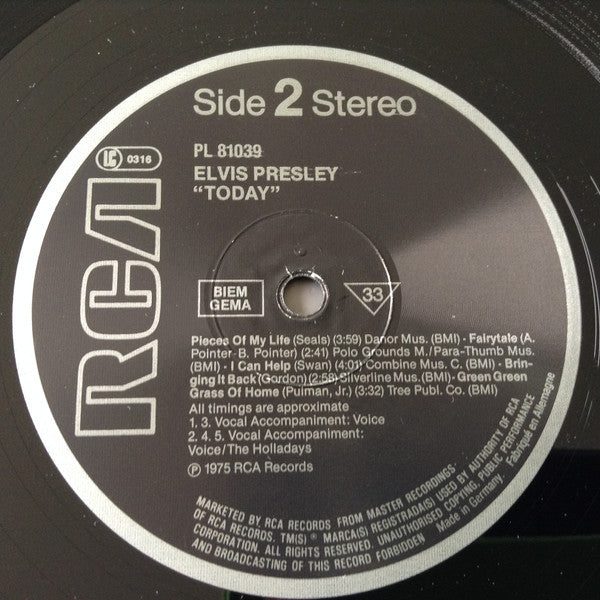 Side 2 Stereo
PL 81039
LC 0316
ELVIS PRESLEY
"TODAY"
RCA
BIEM
GEMA
33
Pieces Of My Life (Seals) (3:59) Danor Mus. (BMI) · Fairytale (A.
Pointer-B. Pointer) (2:41) Polo Grounds M./Para-Thumb Mus.
(BMI) · I Can Help (Swan) (4:01) Combine Mus. C. (BMI) · Brin-
ging It Back (Gordon) (2:58) Silverline Mus. (BMI) · Green Green
Grass Of Home (Putman, Jr.) (3:32) Tree Publ. Co. (BMI)
All timings are approximate
1. 3. Vocal Accompaniment: Voice
2. 4. 5. Vocal Accompaniment:
Voice/The Holladays
℗ 1975 RCA Records
MARKETED BY RCA RECORDS FROM MASTER RECORDINGS
OF RCA RECORDS. TM(S) ® MARCA(S) REGISTRADA(S) USED BY AUTHORITY OF RCA
CORPORATION. ALL RIGHTS RESERVED. UNAUTHORISED COPYING PUBLIC PERFORMANCE
AND BROADCASTING OF THIS RECORD FORBIDDEN
Made in Germany.
Fabriqué en Allemagne